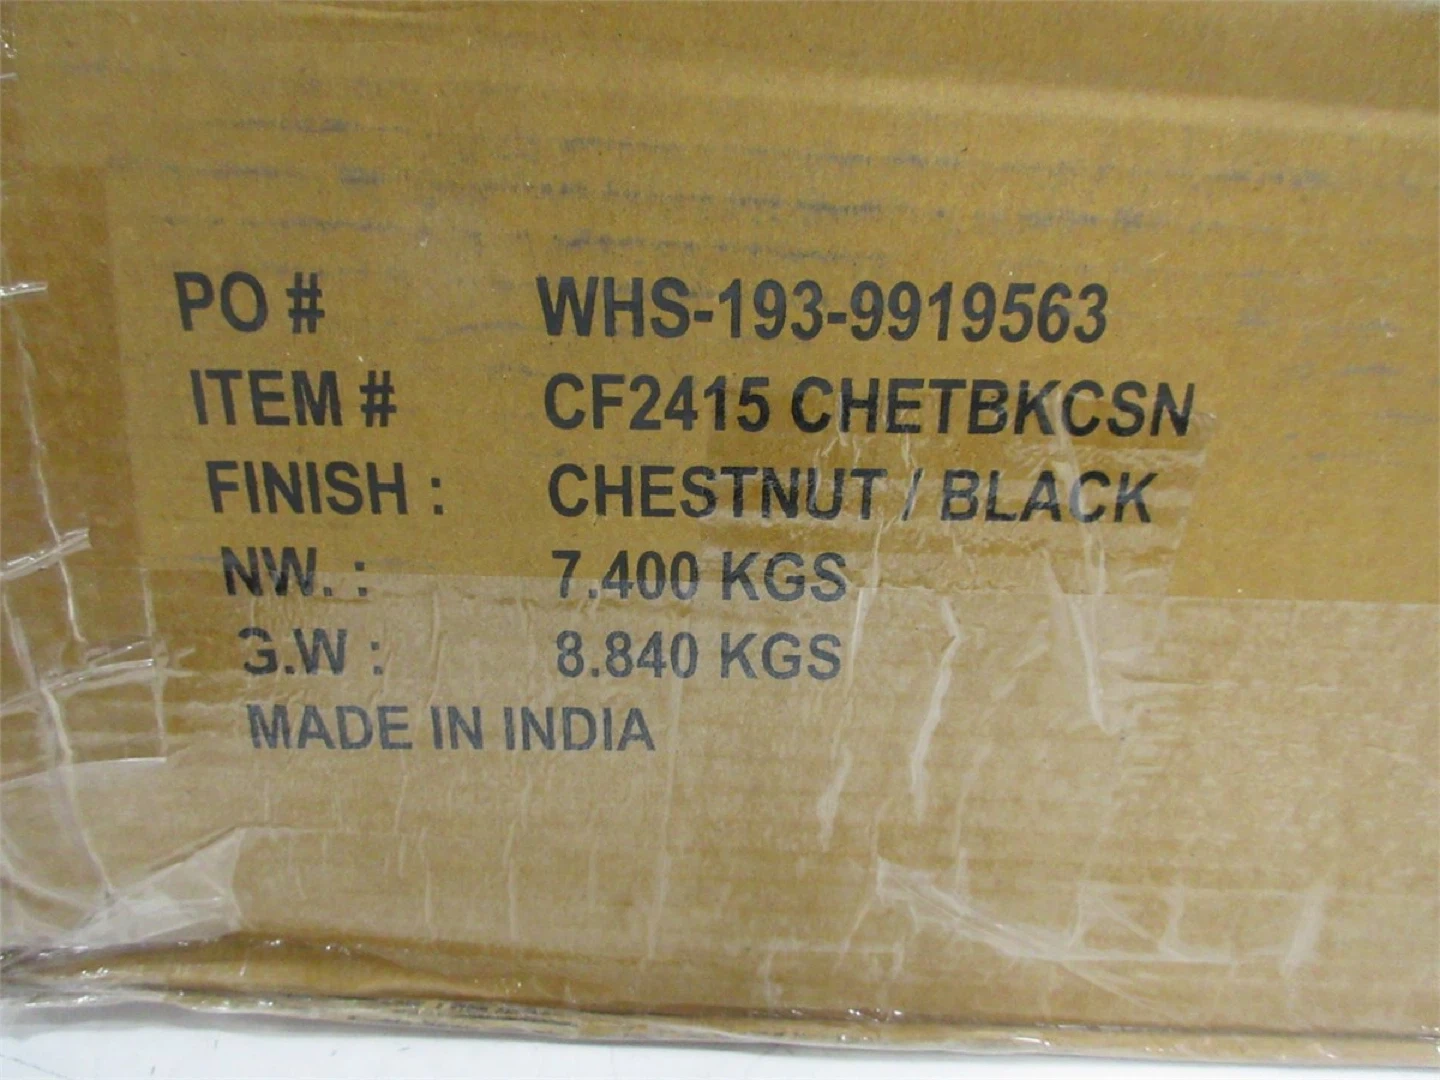 PO # WHS-193-9919563
ITEM # CF2415 CHETBKCSN
FINISH : CHESTNUT / BLACK
NW. : 7.400 KGS
G.W : 8.840 KGS
MADE IN INDIA